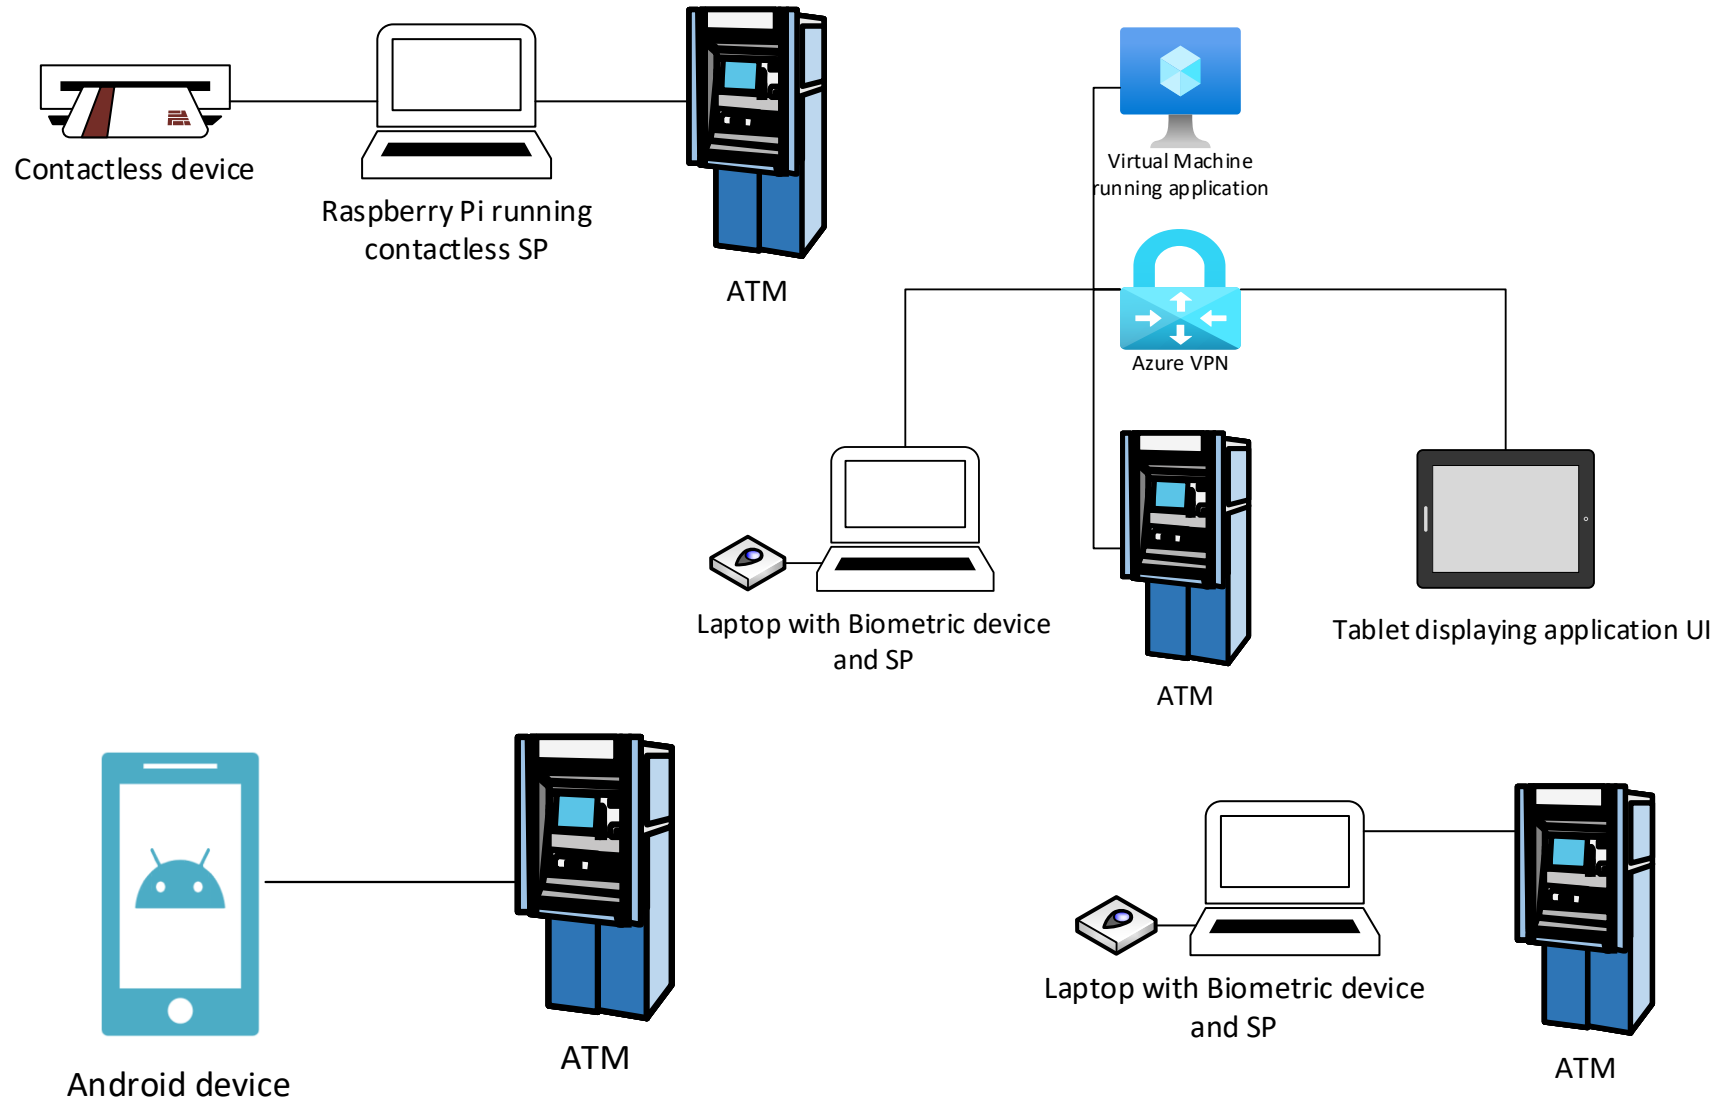 Contactless device
Raspberry Pi running
contactless SP
ATM
Virtual Machine
running application
Azure VPN
Laptop with Biometric device
and SP
ATM
Tablet displaying application UI
Android device
ATM
Laptop with Biometric device
and SP
ATM